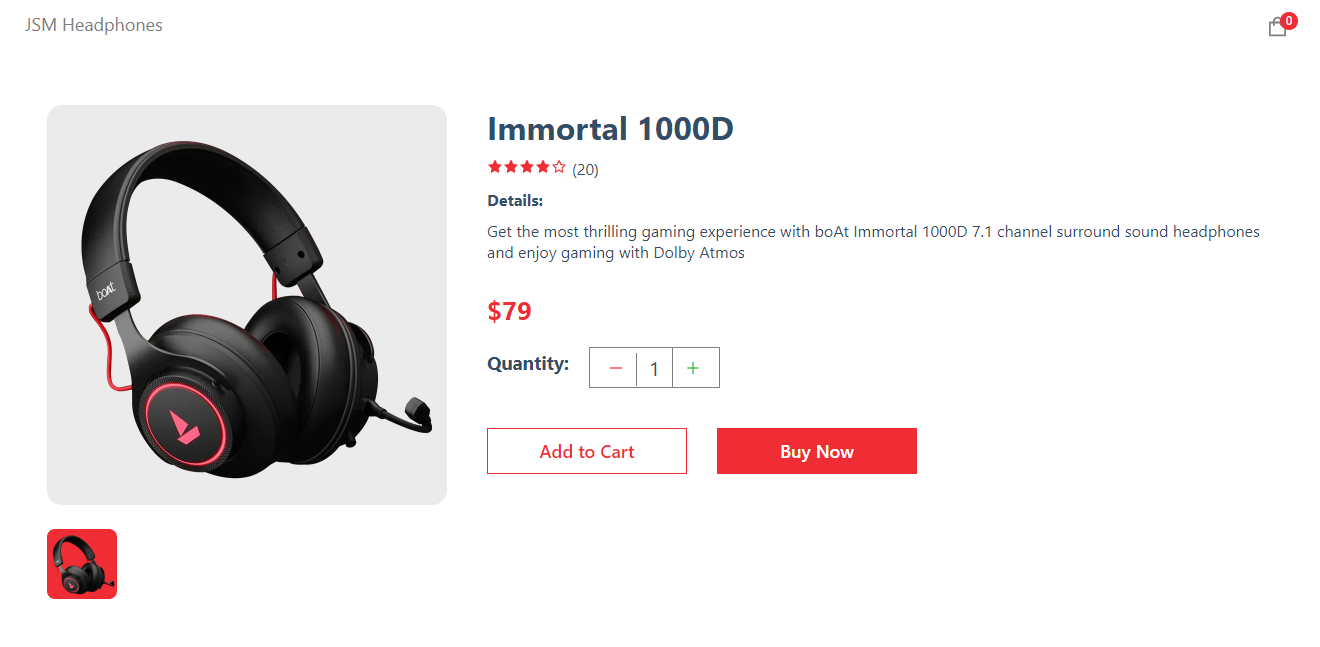 JSM Headphones
0
Immortal 1000D
(20)
Details:
Get the most thrilling gaming experience with boAt Immortal 1000D 7.1 channel surround sound headphones
and enjoy gaming with Dolby Atmos
boAt
$79
Quantity:
− 1 +
Add to Cart
Buy Now